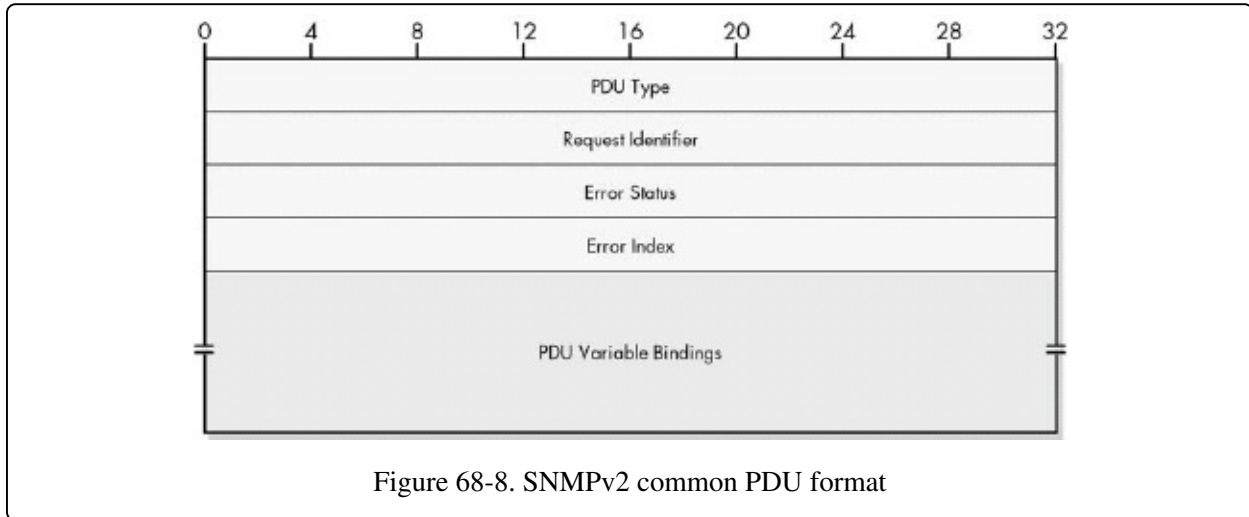 0 4 8 12 16 20 24 28 32
PDU Type
Request Identifier
Error Status
Error Index
PDU Variable Bindings
Figure 68-8. SNMPv2 common PDU format